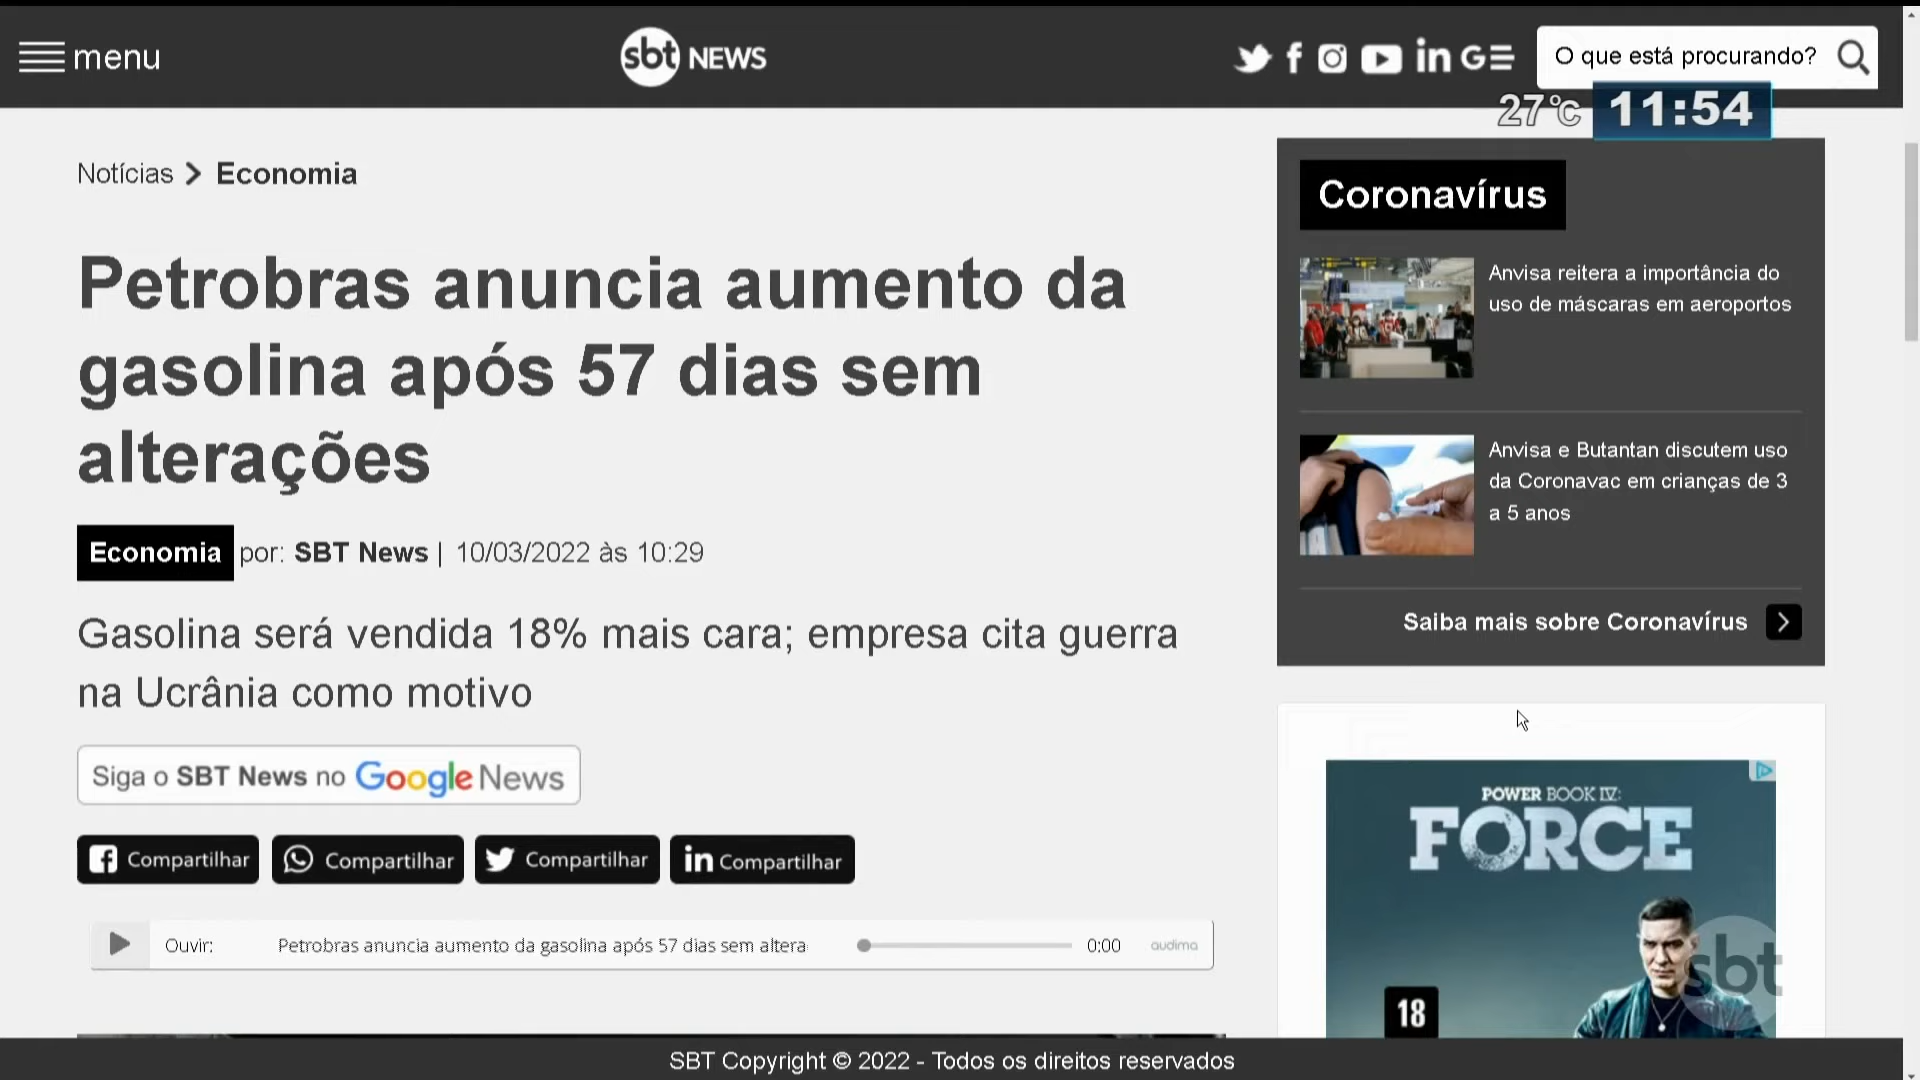 menu
sbt NEWS
O que está procurando?
27°C 11:54
Notícias > Economia
Petrobras anuncia aumento da
gasolina após 57 dias sem
alterações
Economia por: SBT News | 10/03/2022 às 10:29
Gasolina será vendida 18% mais cara; empresa cita guerra
na Ucrânia como motivo
Siga o SBT News no Google News
Compartilhar Compartilhar Compartilhar Compartilhar
Ouvir: Petrobras anuncia aumento da gasolina após 57 dias sem altera 0:00 audima
Coronavírus
Anvisa reitera a importância do
uso de máscaras em aeroportos
Anvisa e Butantan discutem uso
da Coronavac em crianças de 3
a 5 anos
Saiba mais sobre Coronavírus
POWER BOOK IV:
FORCE
18
sbt
SBT Copyright © 2022 - Todos os direitos reservados